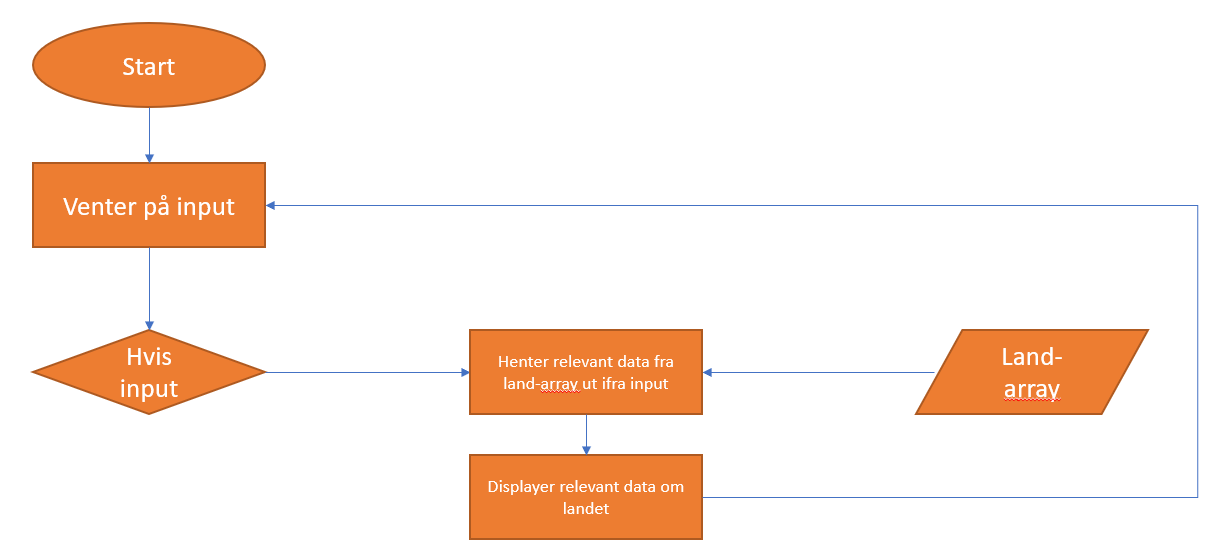 Start
Venter på input
Hvis
input
Henter relevant data fra
land-array ut ifra input
Land-
array
Displayer relevant data om
landet